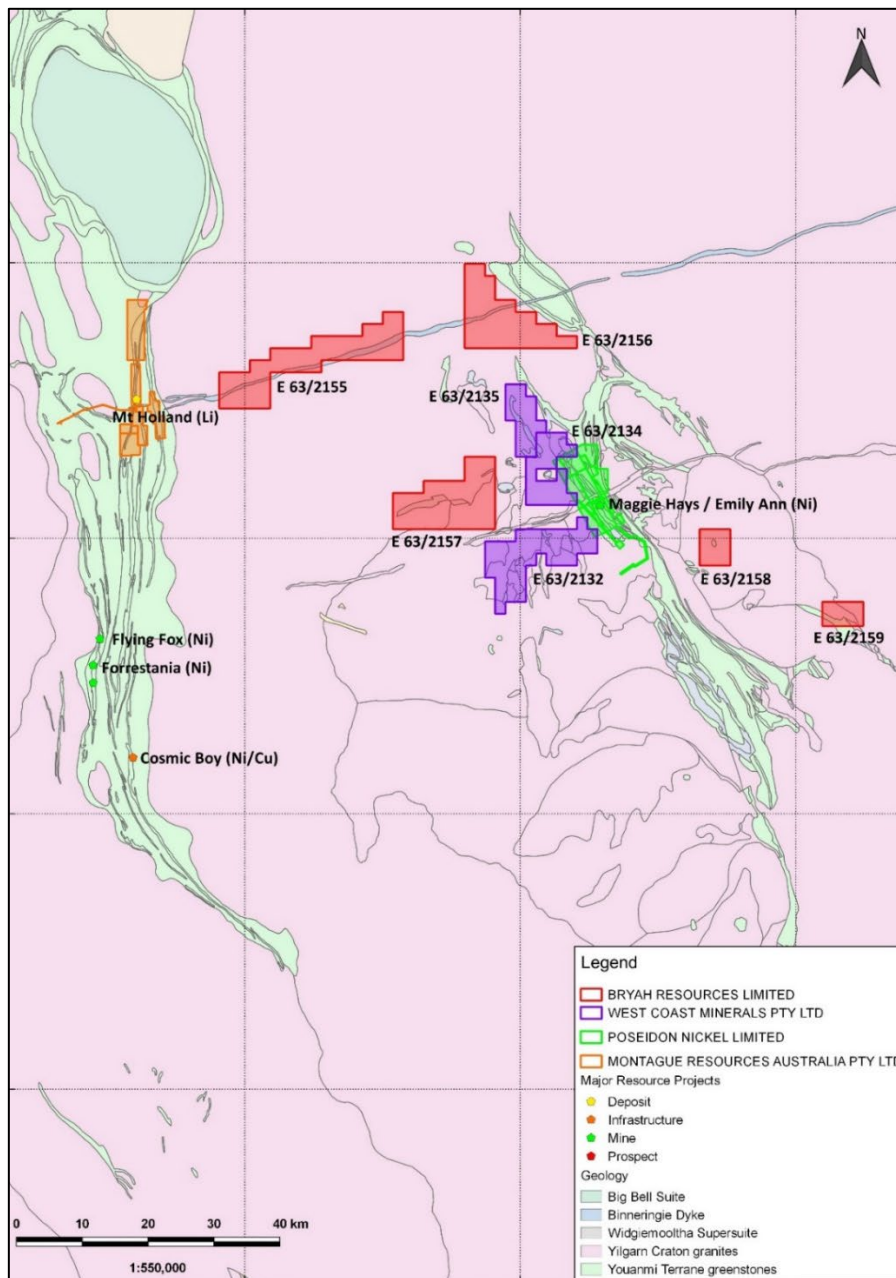 N
E 63/2156
E 63/2155
E 63/2135
Mt Holland (Li)
E 63/2134
Maggie Hays / Emily Ann (Ni)
E 63/2157
E 63/2132
E 63/2158
E 63/2159
Flying Fox (Ni)
Forrestania (Ni)
Cosmic Boy (Ni/Cu)
Legend
BRYAH RESOURCES LIMITED
WEST COAST MINERALS PTY LTD
POSEIDON NICKEL LIMITED
MONTAGUE RESOURCES AUSTRALIA PTY LTD
Major Resource Projects
Deposit
Infrastructure
Mine
Prospect
Geology
Big Bell Suite
Binneringie Dyke
Widgiemooltha Supersuite
Yilgarn Craton granites
Youanmi Terrane greenstones
0 10 20 30 40 km
1:550,000